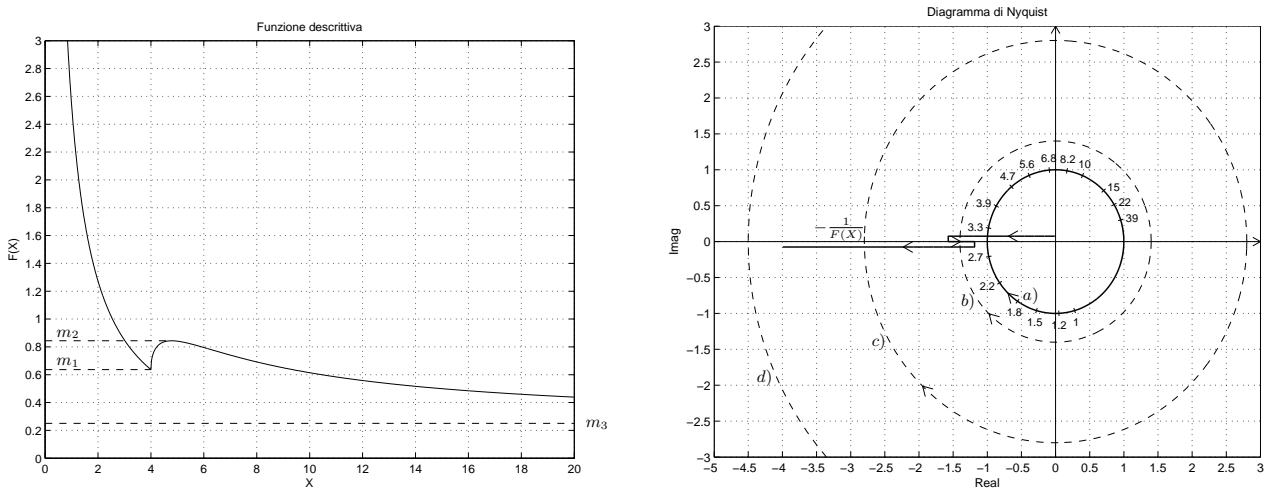 Funzione descrittiva
3
2.8
2.6
2.4
2.2
2
1.8
1.6
1.4
1.2
1
0.8
0.6
0.4
0.2
0
F(X)
m₂
m₁
m₃
0 2 4 6 8 10 12 14 16 18 20
X
Diagramma di Nyquist
3
2.5
2
1.5
1
0.5
0
−0.5
−1
−1.5
−2
−2.5
−3
Imag
6.8 8.2 10
5.6
4.7
15
3.9
22
39
3.3
−1/F(X)
2.7
2.2
a)
b)
1.8
1.5
1.2
1
c)
d)
−5 −4.5 −4 −3.5 −3 −2.5 −2 −1.5 −1 −0.5 0 0.5 1 1.5 2 2.5 3
Real